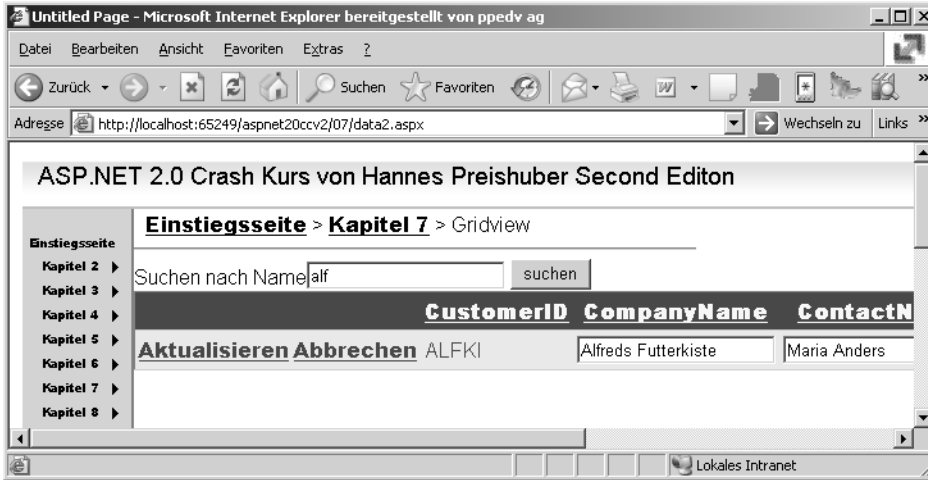 Untitled Page - Microsoft Internet Explorer bereitgestellt von ppedv ag
Datei Bearbeiten Ansicht Favoriten Extras ?
Zurück Suchen Favoriten W »
Adresse http://localhost:65249/aspnet20ccv2/07/data2.aspx Wechseln zu Links »
ASP.NET 2.0 Crash Kurs von Hannes Preishuber Second Editon
Einstiegsseite > Kapitel 7 > Gridview
Einstiegsseite
Kapitel 2
Kapitel 3
Kapitel 4
Kapitel 5
Kapitel 6
Kapitel 7
Kapitel 8
Suchen nach Name alf suchen
CustomerID CompanyName ContactN
Aktualisieren Abbrechen ALFKI Alfreds Futterkiste Maria Anders
Lokales Intranet